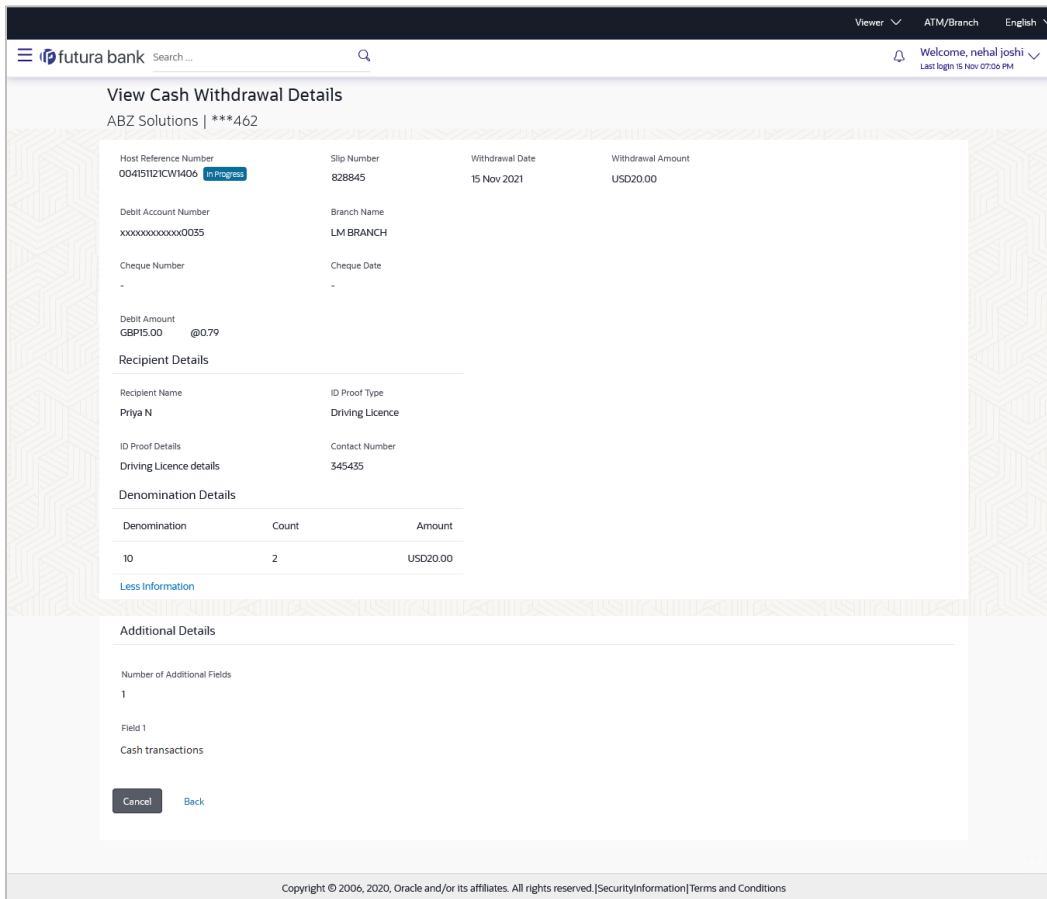 Viewer ATM/Branch English
futura bank Search ... Welcome, nehal joshi
Last login 15 Nov 07:06 PM
View Cash Withdrawal Details
ABZ Solutions | ***462
Host Reference Number Slip Number Withdrawal Date Withdrawal Amount
004151121CW1406 In Progress 828845 15 Nov 2021 USD20.00
Debit Account Number Branch Name
xxxxxxxxxxxx0035 LM BRANCH
Cheque Number Cheque Date
- -
Debit Amount
GBP15.00 @0.79
Recipient Details
Recipient Name ID Proof Type
Priya N Driving Licence
ID Proof Details Contact Number
Driving Licence details 345435
Denomination Details
Denomination Count Amount
10 2 USD20.00
Less Information
Additional Details
Number of Additional Fields
1
Field 1
Cash transactions
Cancel Back
Copyright © 2006, 2020, Oracle and/or its affiliates. All rights reserved.|SecurityInformation|Terms and Conditions